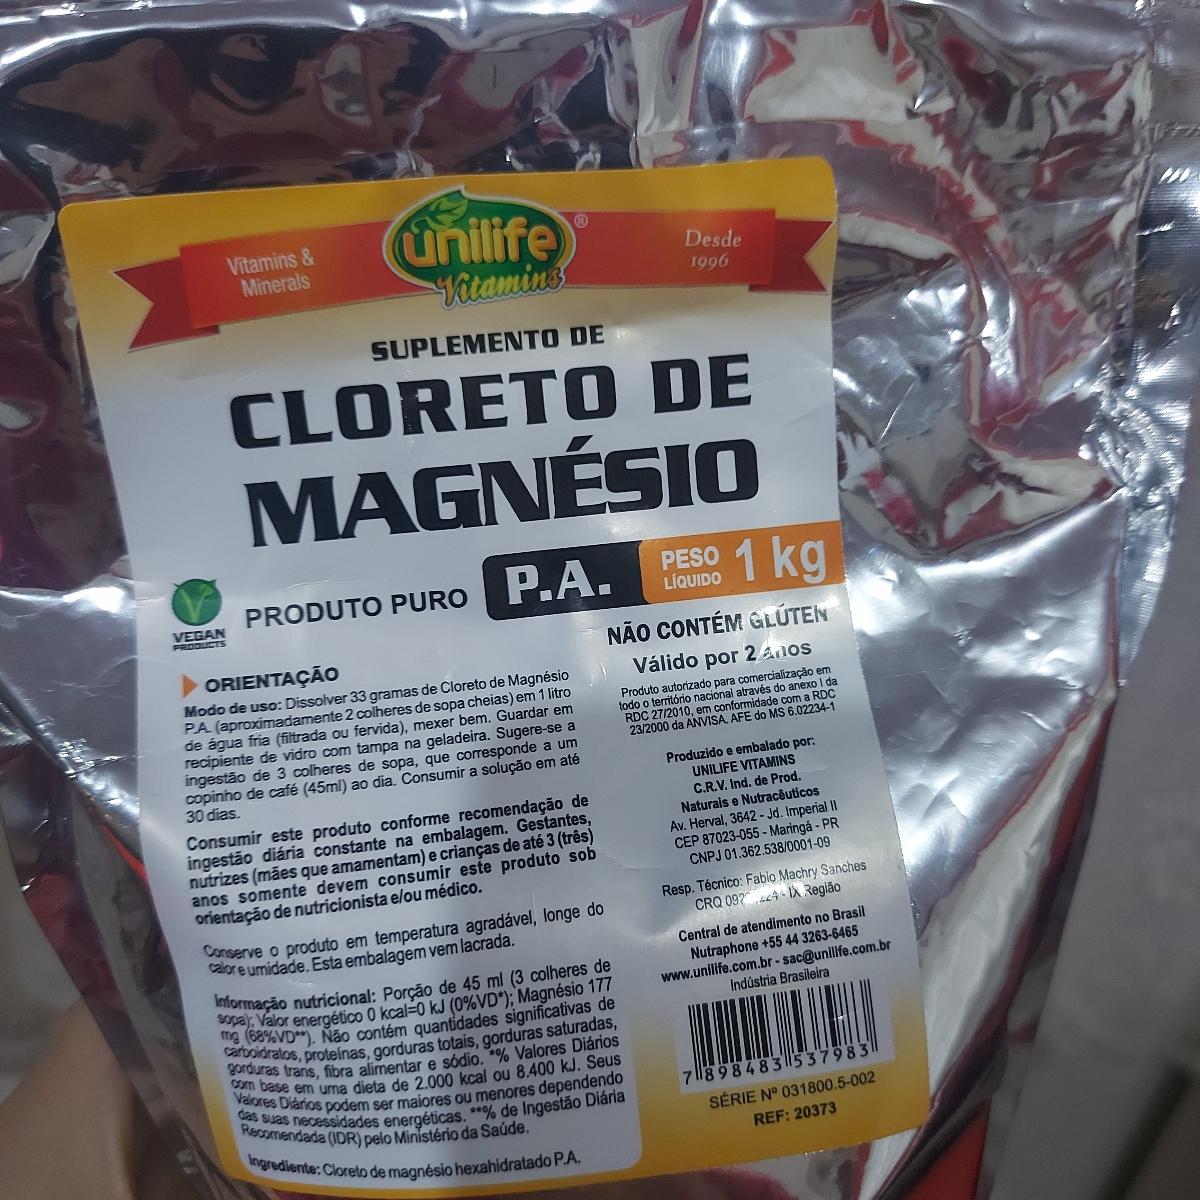 Vitamins &
Minerals
unilife®
Vitamins
Desde
1996
SUPLEMENTO DE
CLORETO DE
MAGNÉSIO
P.A.
PESO
LÍQUIDO
1 kg
VEGAN
PRODUCTS
PRODUTO PURO
NÃO CONTÉM GLÚTEN
Válido por 2 anos
ORIENTAÇÃO
Modo de uso: Dissolver 33 gramas de Cloreto de Magnésio
P.A. (aproximadamente 2 colheres de sopa cheias) em 1 litro
de água fria (filtrada ou fervida), mexer bem. Guardar em
recipiente de vidro com tampa na geladeira. Sugere-se a
ingestão de 3 colheres de sopa, que corresponde a um
copinho de café (45ml) ao dia. Consumir a solução em até
30 dias.
Consumir este produto conforme recomendação de
ingestão diária constante na embalagem. Gestantes,
nutrizes (mães que amamentam) e crianças de até 3 (três)
anos somente devem consumir este produto sob
orientação de nutricionista e/ou médico.
Conserve o produto em temperatura agradável, longe do
calor e umidade. Esta embalagem vem lacrada.
Informação nutricional: Porção de 45 ml (3 colheres de
sopa); Valor energético 0 kcal=0 kJ (0%VD*); Magnésio 177
mg (68%VD**). Não contém quantidades significativas de
carboidratos, proteínas, gorduras totais, gorduras saturadas,
gorduras trans, fibra alimentar e sódio. *% Valores Diários
com base em uma dieta de 2.000 kcal ou 8.400 kJ. Seus
Valores Diários podem ser maiores ou menores dependendo
das suas necessidades energéticas. **% de Ingestão Diária
Recomendada (IDR) pelo Ministério da Saúde.
Ingrediente: Cloreto de magnésio hexahidratado P.A.
Produto autorizado para comercialização em
todo o território nacional através do anexo I da
RDC 27/2010, em conformidade com a RDC
23/2000 da ANVISA. AFE do MS 6.02234-1
Produzido e embalado por:
UNILIFE VITAMINS
C.R.V. Ind. de Prod.
Naturais e Nutracêuticos
Av. Herval, 3642 - Jd. Imperial II
CEP 87023-055 - Maringá - PR
CNPJ 01.362.538/0001-09
Resp. Técnico: Fabio Machry Sanches
CRQ - IX Região
Central de atendimento no Brasil
Nutraphone +55 44 3263-6465
www.unilife.com.br - sac@unilife.com.br
Indústria Brasileira
7 898483 537983
SÉRIE Nº 031800.5-002
REF: 20373